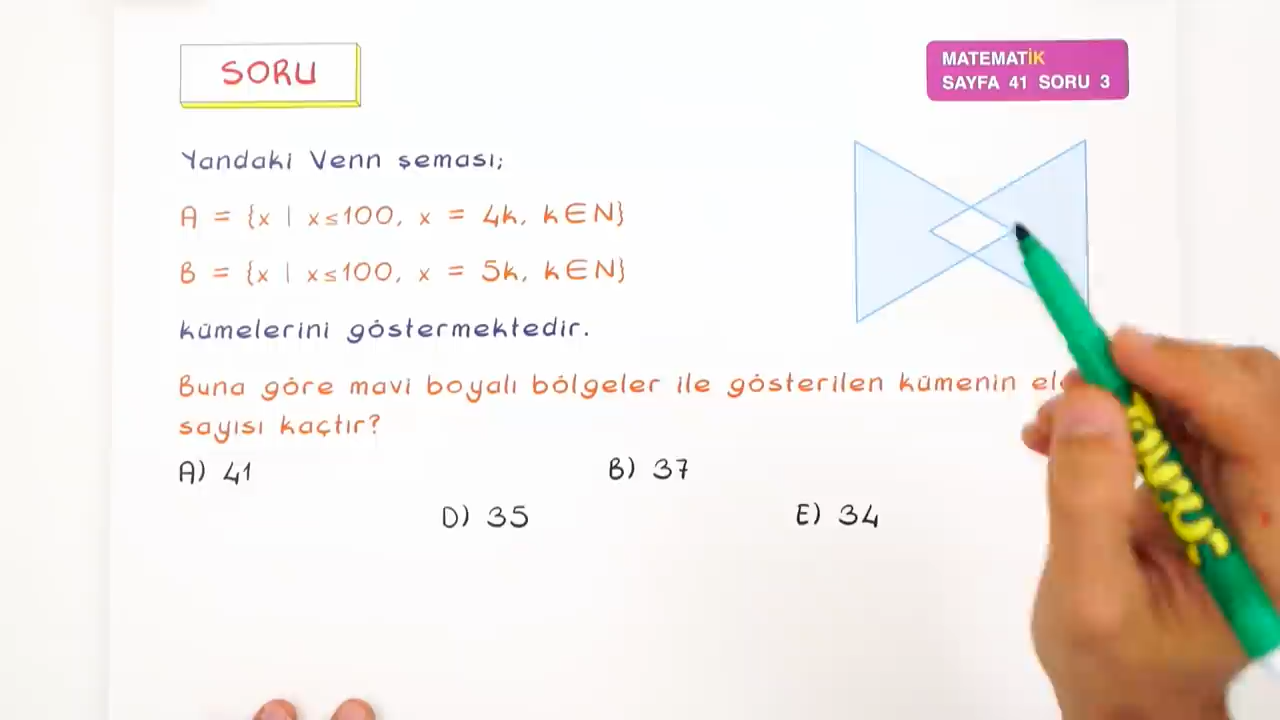 SORU
MATEMATİK
SAYFA 41 SORU 3
Yandaki Venn şeması;
A = {x | x≤100, x = 4k, k∈N}
B = {x | x≤100, x = 5k, k∈N}
kümelerini göstermektedir.
Buna göre mavi boyalı bölgeler ile gösterilen kümenin
sayısı kaçtır?
A) 41
B) 37
D) 35
E) 34